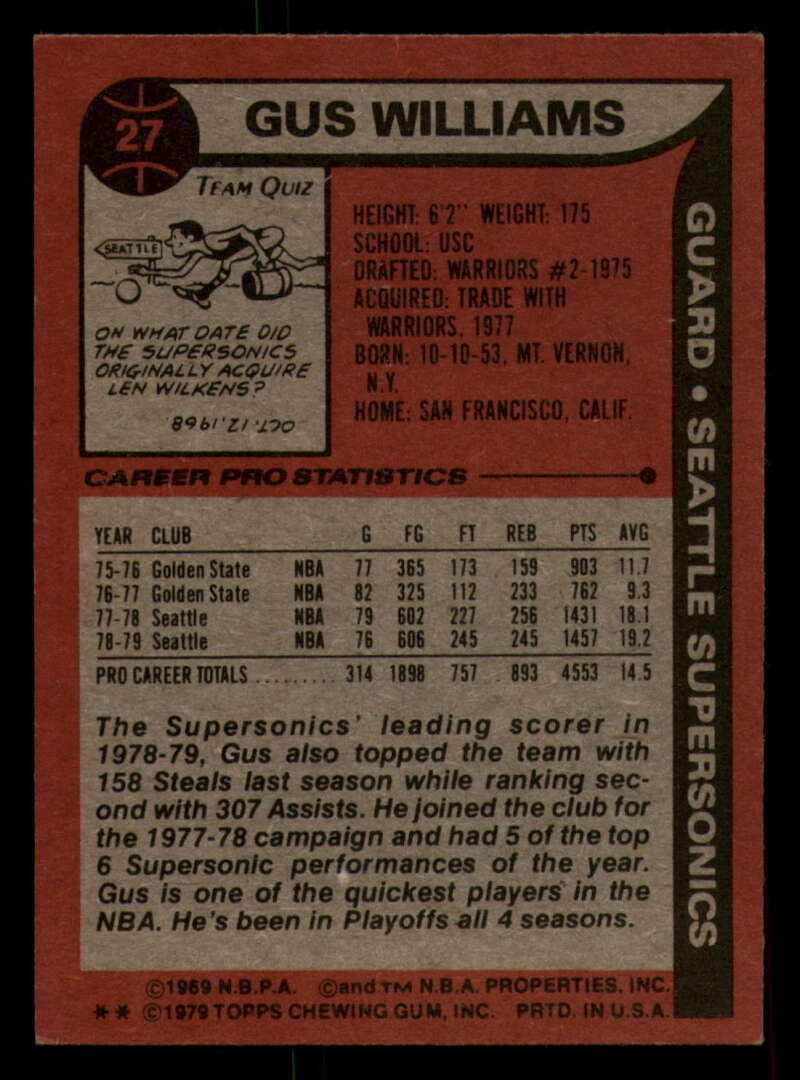 27
GUS WILLIAMS
TEAM QUIZ
SEATTLE
ON WHAT DATE DID
THE SUPERSONICS
ORIGINALLY ACQUIRE
LEN WILKENS?
OCT. 12, 1968
HEIGHT: 6'2" WEIGHT: 175
SCHOOL: USC
DRAFTED: WARRIORS #2-1975
ACQUIRED: TRADE WITH
WARRIORS, 1977
BORN: 10-10-53, MT. VERNON,
N.Y.
HOME: SAN FRANCISCO, CALIF.
GUARD • SEATTLE SUPERSONICS
CAREER PRO STATISTICS
YEAR CLUB G FG FT REB PTS AVG
75-76 Golden State NBA 77 365 173 159 903 11.7
76-77 Golden State NBA 82 325 112 233 762 9.3
77-78 Seattle NBA 79 602 227 256 1431 18.1
78-79 Seattle NBA 76 606 245 245 1457 19.2
PRO CAREER TOTALS ......... 314 1898 757 893 4553 14.5
The Supersonics' leading scorer in
1978-79, Gus also topped the team with
158 Steals last season while ranking sec-
ond with 307 Assists. He joined the club for
the 1977-78 campaign and had 5 of the top
6 Supersonic performances of the year.
Gus is one of the quickest players in the
NBA. He's been in Playoffs all 4 seasons.
©1969 N.B.P.A. ©and TM N.B.A. PROPERTIES, INC.
** ©1979 TOPPS CHEWING GUM, INC. PRTD. IN U.S.A.